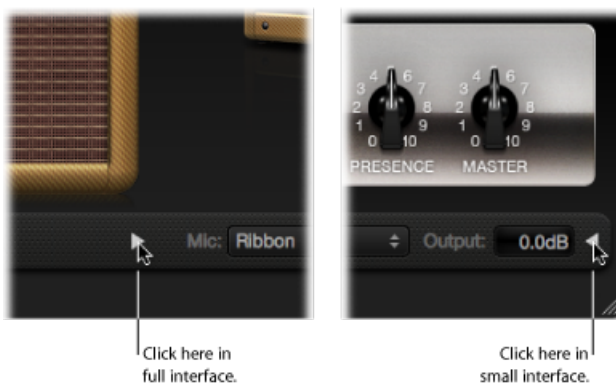 Mic: Ribbon
Click here in
full interface.
0 1 2 3 4 6 7 8 9 10
PRESENCE
0 1 2 3 4 6 7 8 9 10
MASTER
Output: 0.0dB
Click here in
small interface.